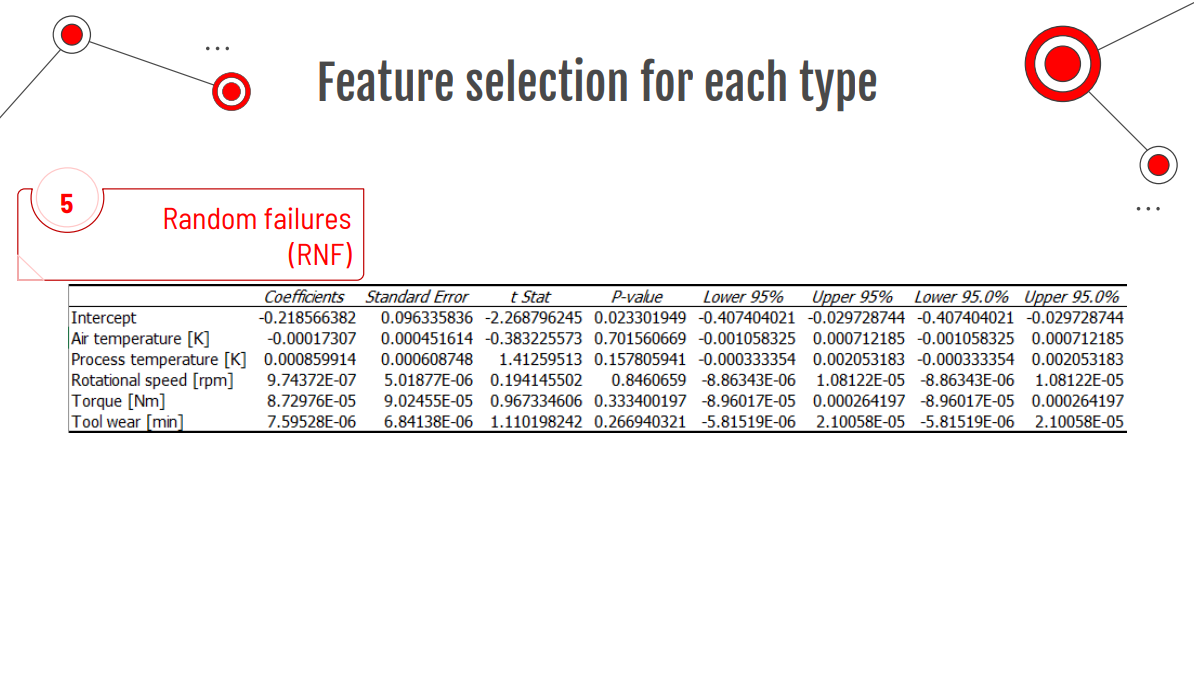 Feature selection for each type
5
Random failures
(RNF)
Coefficients Standard Error t Stat P-value Lower 95% Upper 95% Lower 95.0% Upper 95.0%
Intercept -0.218566382 0.096335836 -2.268796245 0.023301949 -0.407404021 -0.029728744 -0.407404021 -0.029728744
Air temperature [K] -0.00017307 0.000451614 -0.383225573 0.701560669 -0.001058325 0.000712185 -0.001058325 0.000712185
Process temperature [K] 0.000859914 0.000608748 1.41259513 0.157805941 -0.000333354 0.002053183 -0.000333354 0.002053183
Rotational speed [rpm] 9.74372E-07 5.01877E-06 0.194145502 0.8460659 -8.86343E-06 1.08122E-05 -8.86343E-06 1.08122E-05
Torque [Nm] 8.72976E-05 9.02455E-05 0.967334606 0.333400197 -8.96017E-05 0.000264197 -8.96017E-05 0.000264197
Tool wear [min] 7.59528E-06 6.84138E-06 1.110198242 0.266940321 -5.81519E-06 2.10058E-05 -5.81519E-06 2.10058E-05